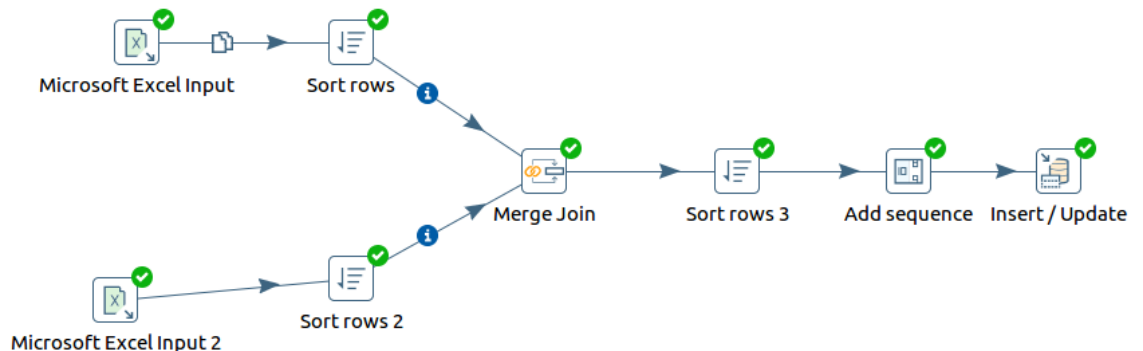 Microsoft Excel Input
Sort rows
Merge Join
Sort rows 3
Add sequence
Insert / Update
Sort rows 2
Microsoft Excel Input 2